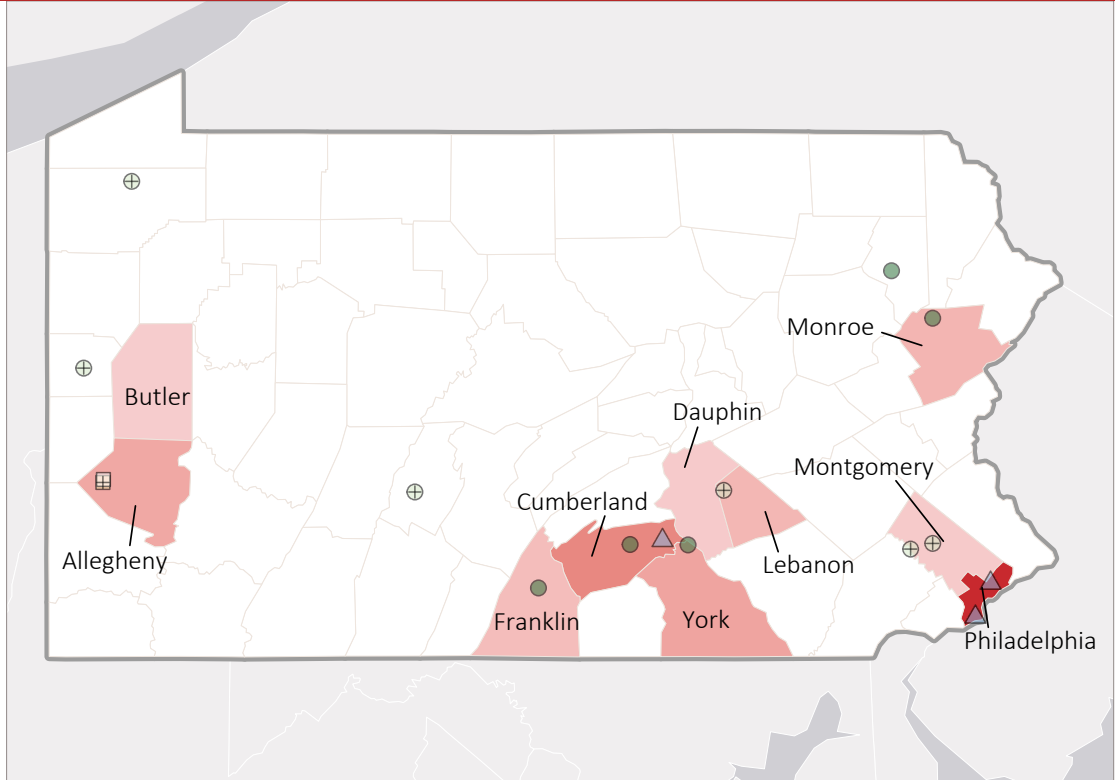 Monroe
Butler
Dauphin
Montgomery
Cumberland
Allegheny
Lebanon
Franklin
York
Philadelphia